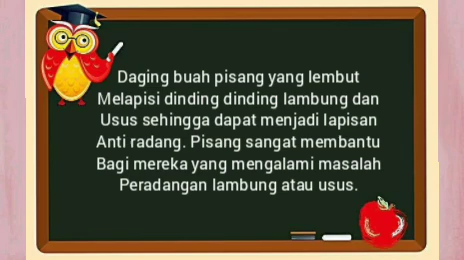 Daging buah pisang yang lembut
Melapisi dinding dinding lambung dan
Usus sehingga dapat menjadi lapisan
Anti radang. Pisang sangat membantu
Bagi mereka yang mengalami masalah
Peradangan lambung atau usus.